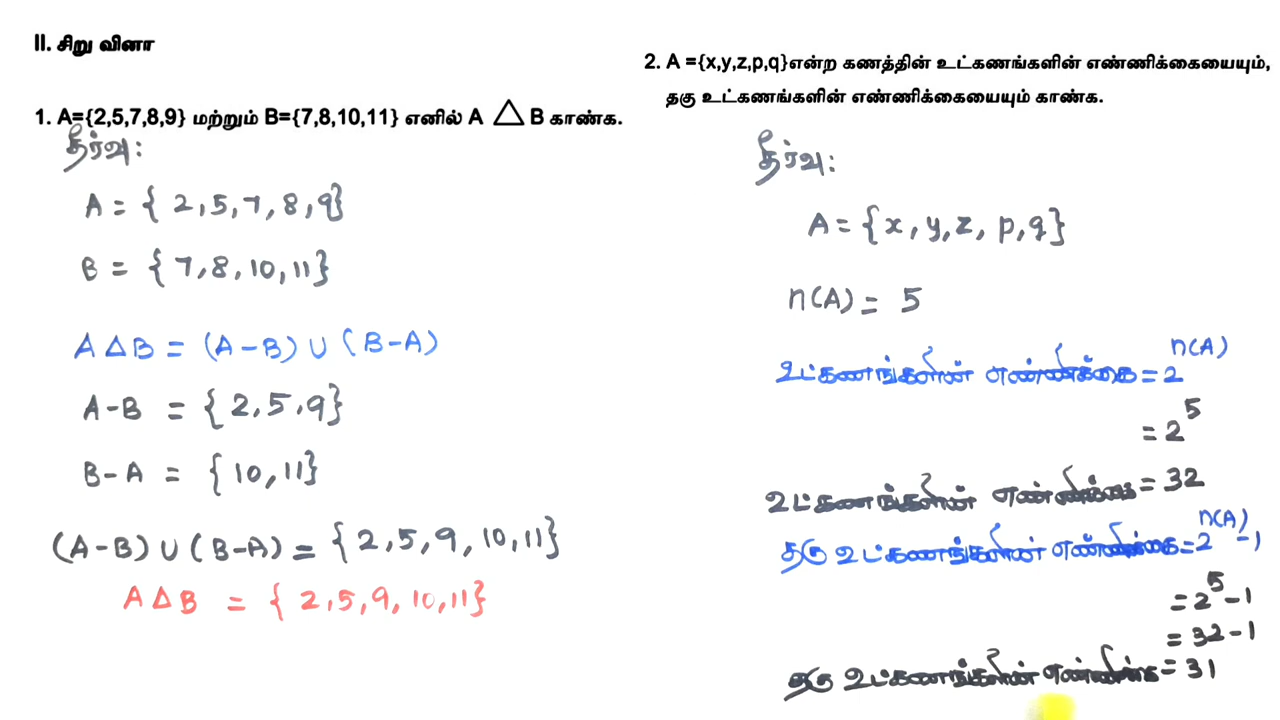 II. சிறு வினா
1. A={2,5,7,8,9} மற்றும் B={7,8,10,11} எனில் A △ B காண்க.
தீர்வு:
A = { 2,5,7,8,9}
B = { 7,8,10,11}
A Δ B = (A-B) ∪ (B-A)
A-B = { 2,5,9}
B-A = { 10,11}
(A-B) ∪ (B-A) = { 2,5,9,10,11}
A Δ B = { 2,5,9,10,11}
2. A ={x,y,z,p,q}என்ற கணத்தின் உட்கணங்களின் எண்ணிக்கையையும்,
தகு உட்கணங்களின் எண்ணிக்கையையும் காண்க.
தீர்வு:
A = {x,y,z,p,q}
n(A) = 5
உட்கணங்களின் எண்ணிக்கை = 2^n(A)
= 2^5
உட்கணங்களின் எண்ணிக்கை = 32
தகு உட்கணங்களின் எண்ணிக்கை = 2^n(A) -1
= 2^5 -1
= 32-1
தகு உட்கணங்களின் எண்ணிக்கை = 31